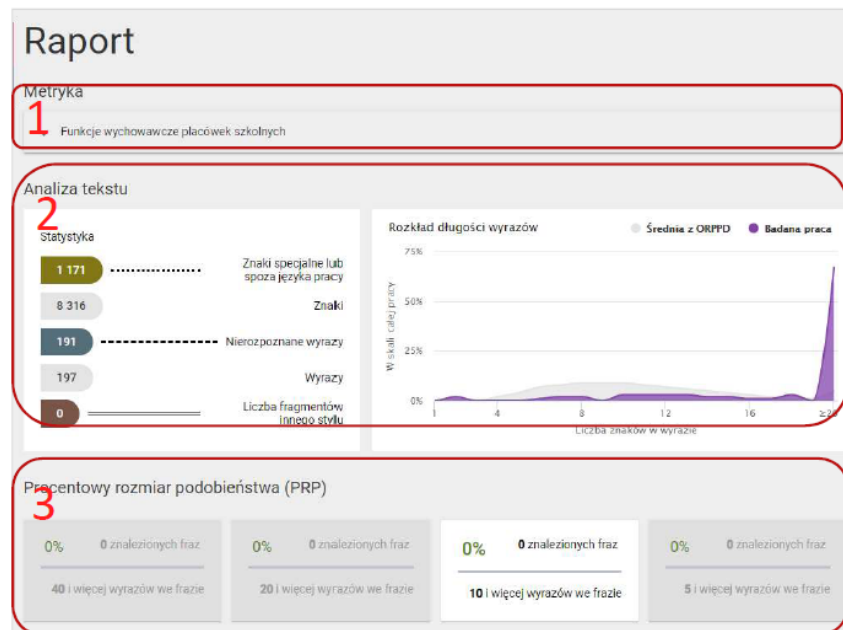 Raport
Metryka
1
Funkcje wychowawcze placówek szkolnych
Analiza tekstu
2
Statystyka
1 171
Znaki specjalne lub
spoza języka pracy
8 316
Znaki
191
Nierozpoznane wyrazy
197
Wyrazy
0
Liczba fragmentów
innego stylu
Rozkład długości wyrazów
Średnia z ORPPD
Badana praca
W skali całej pracy
75%
50%
25%
0%
1 4 8 12 16 ≥20
Liczba znaków w wyrazie
Procentowy rozmiar podobieństwa (PRP)
3
0% 0 znalezionych fraz
40 i więcej wyrazów we frazie
0% 0 znalezionych fraz
20 i więcej wyrazów we frazie
0% 0 znalezionych fraz
10 i więcej wyrazów we frazie
0% 0 znalezionych fraz
5 i więcej wyrazów we frazie